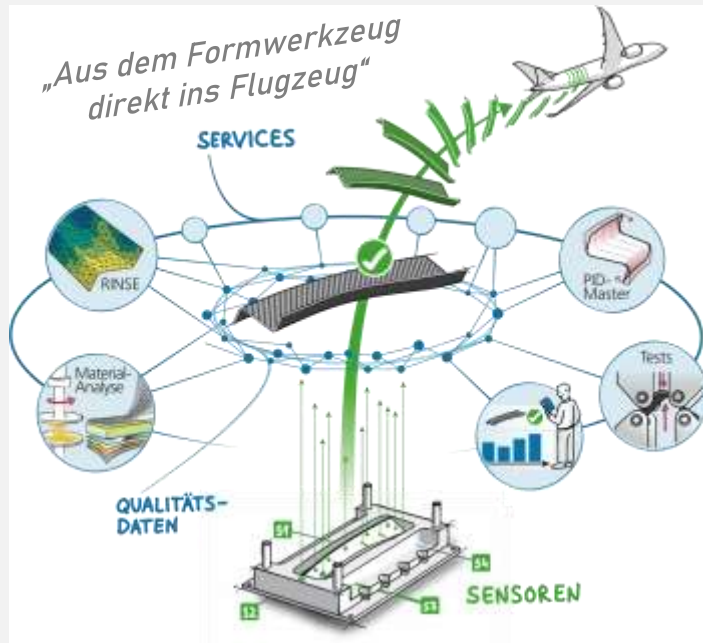 „Aus dem Formwerkzeug
direkt ins Flugzeug“
SERVICES
RINSE
PID-
Master
Material-
Analyse
Tests
QUALITÄTS-
DATEN
S1
S4
S2
S3
SENSOREN